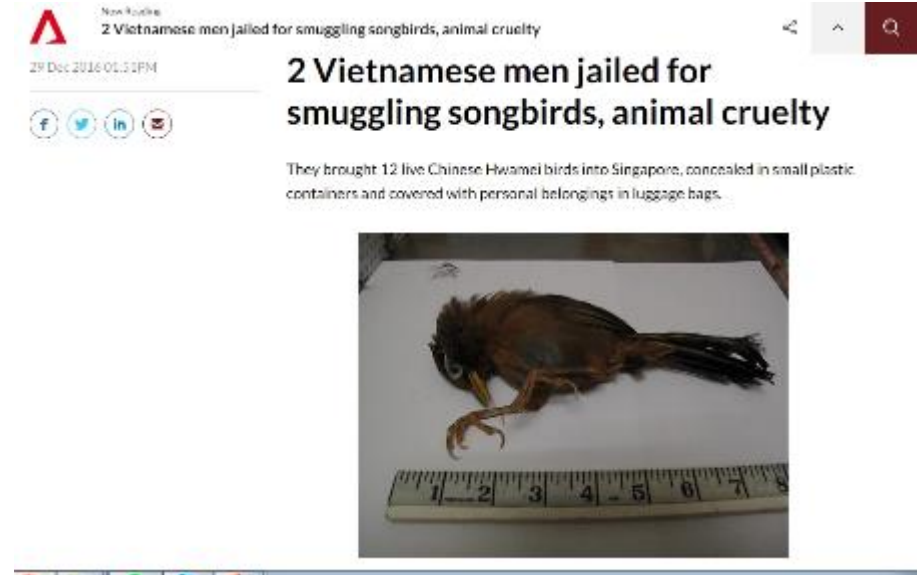 Now Reading
2 Vietnamese men jailed for smuggling songbirds, animal cruelty
29 Dec 2016 01:51PM
2 Vietnamese men jailed for
smuggling songbirds, animal cruelty
They brought 12 live Chinese Hwamei birds into Singapore, concealed in small plastic
containers and covered with personal belongings in luggage bags.
1 2 3 4 5 6 7 8